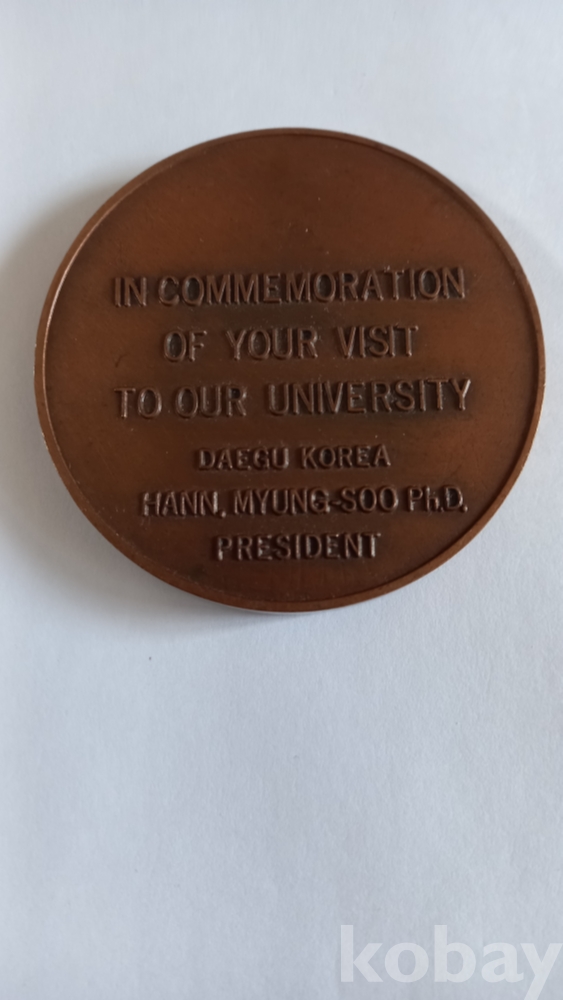 IN COMMEMORATION
OF YOUR VISIT
TO OUR UNIVERSITY
DAEGU KOREA
HANN, MYUNG-SOO Ph.D.
PRESIDENT
kobay